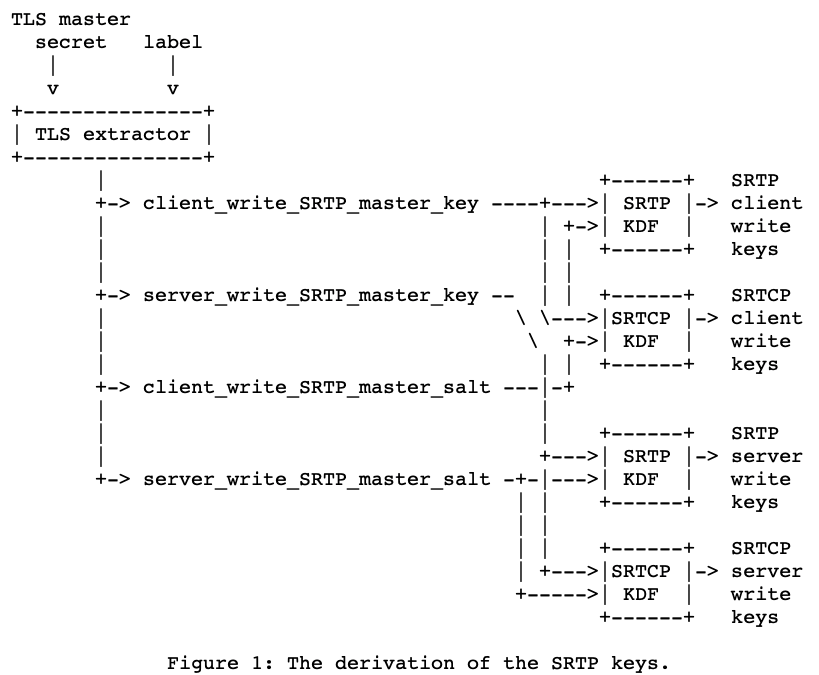 TLS master
secret label
| |
v v
+---------------+
| TLS extractor |
+---------------+
| +------+ SRTP
+-> client_write_SRTP_master_key ----+--->| SRTP |-> client
| | +->| KDF | write
| | | +------+ keys
| | |
+-> server_write_SRTP_master_key -- | | +------+ SRTCP
| \ \--->|SRTCP |-> client
| \ +->| KDF | write
| | | +------+ keys
+-> client_write_SRTP_master_salt ---|-+
| |
| | +------+ SRTP
| +--->| SRTP |-> server
+-> server_write_SRTP_master_salt -+-|--->| KDF | write
| | +------+ keys
| |
| | +------+ SRTCP
| +--->|SRTCP |-> server
+----->| KDF | write
+------+ keys
Figure 1: The derivation of the SRTP keys.